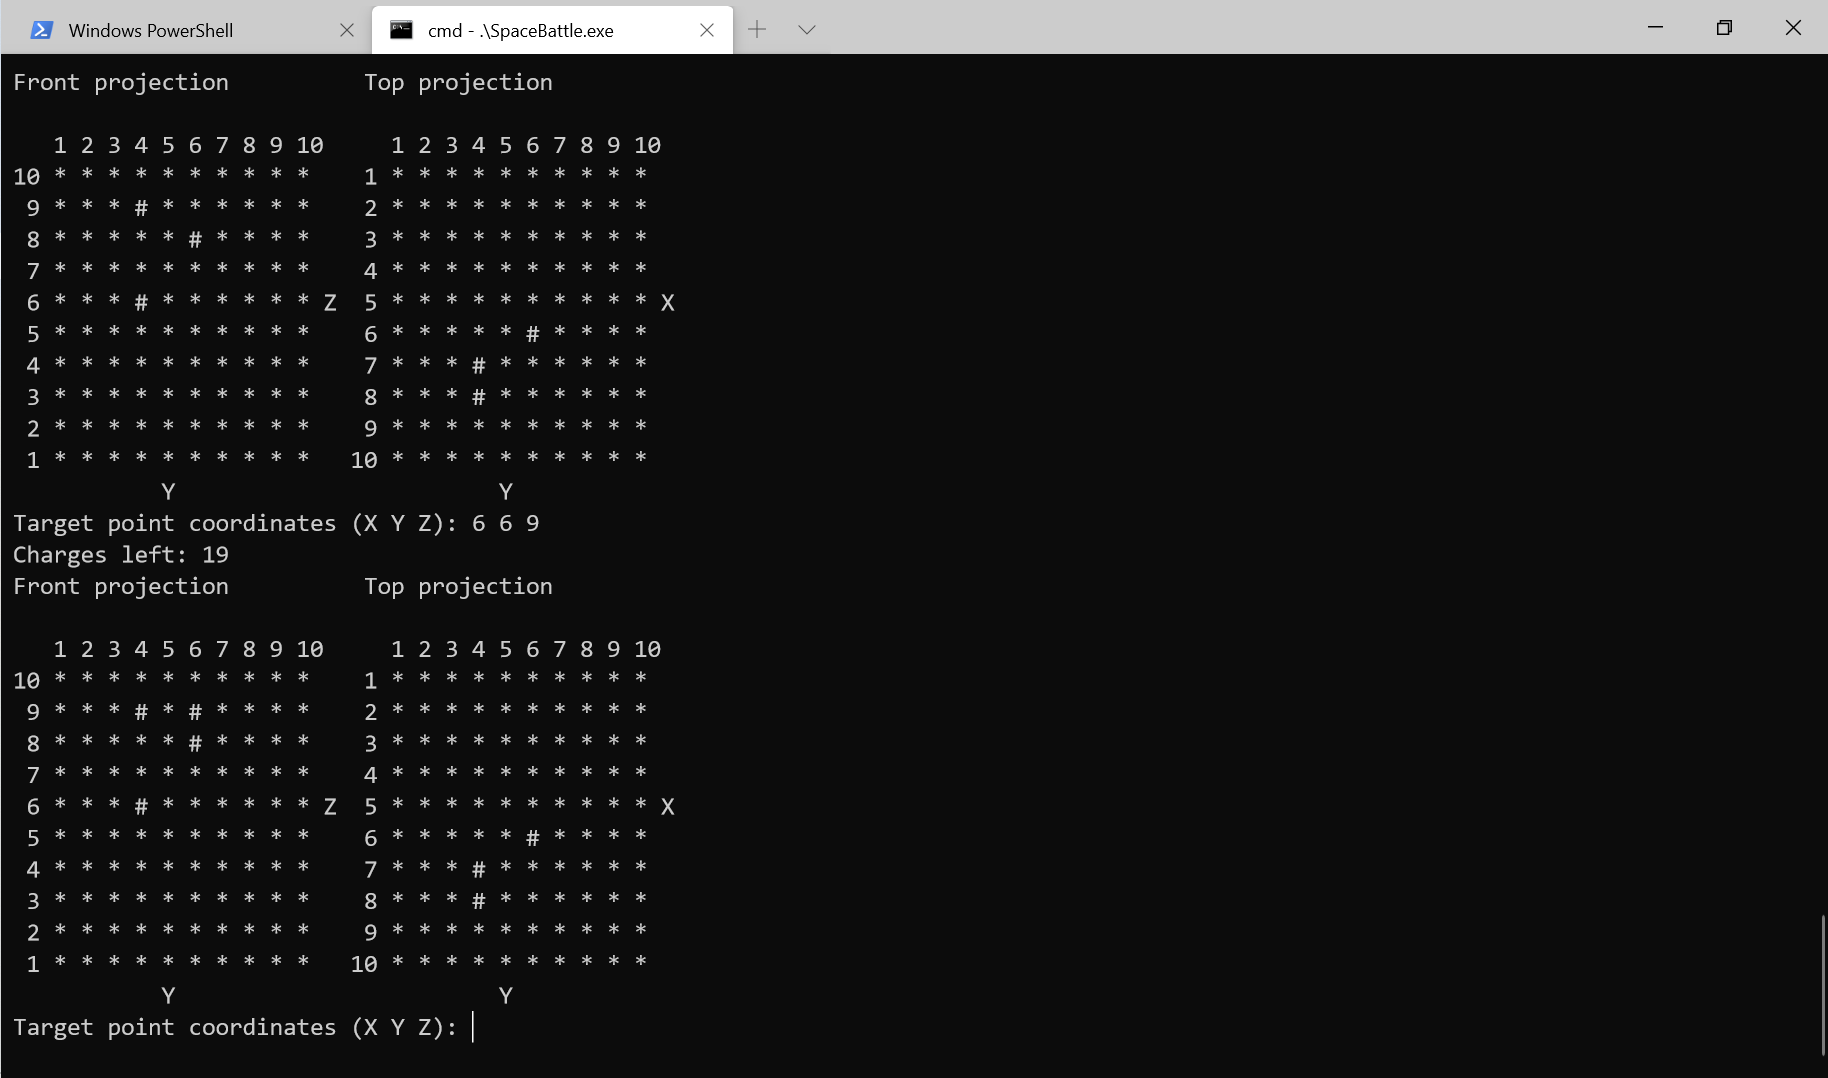 Windows PowerShell cmd - .\SpaceBattle.exe
Front projection          Top projection
   1 2 3 4 5 6 7 8 9 10     1 2 3 4 5 6 7 8 9 10
10 * * * * * * * * * *    1 * * * * * * * * * *
 9 * * * # * * * * * *    2 * * * * * * * * * *
 8 * * * * * # * * * *    3 * * * * * * * * * *
 7 * * * * * * * * * *    4 * * * * * * * * * *
 6 * * * # * * * * * * Z  5 * * * * * * * * * * X
 5 * * * * * * * * * *    6 * * * * * # * * * *
 4 * * * * * * * * * *    7 * * * # * * * * * *
 3 * * * * * * * * * *    8 * * * # * * * * * *
 2 * * * * * * * * * *    9 * * * * * * * * * *
 1 * * * * * * * * * *   10 * * * * * * * * * *
           Y                        Y
Target point coordinates (X Y Z): 6 6 9
Charges left: 19
Front projection          Top projection
   1 2 3 4 5 6 7 8 9 10     1 2 3 4 5 6 7 8 9 10
10 * * * * * * * * * *    1 * * * * * * * * * *
 9 * * * # * # * * * *    2 * * * * * * * * * *
 8 * * * * * # * * * *    3 * * * * * * * * * *
 7 * * * * * * * * * *    4 * * * * * * * * * *
 6 * * * # * * * * * * Z  5 * * * * * * * * * * X
 5 * * * * * * * * * *    6 * * * * * # * * * *
 4 * * * * * * * * * *    7 * * * # * * * * * *
 3 * * * * * * * * * *    8 * * * # * * * * * *
 2 * * * * * * * * * *    9 * * * * * * * * * *
 1 * * * * * * * * * *   10 * * * * * * * * * *
           Y                        Y
Target point coordinates (X Y Z):